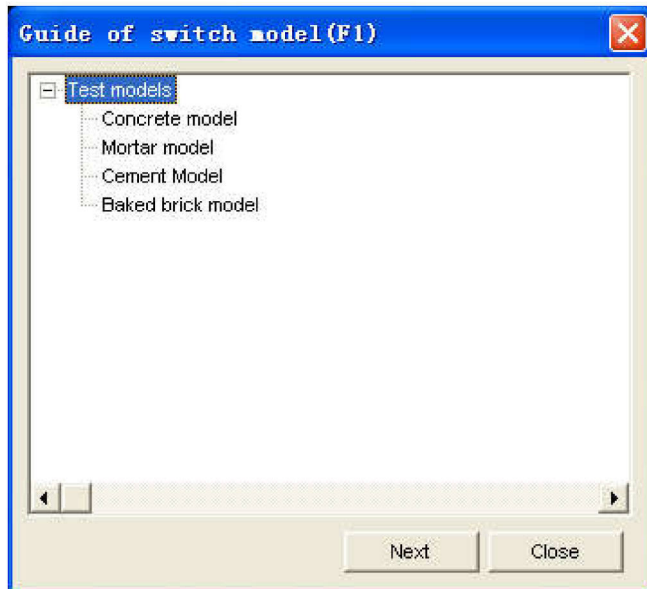 Guide of switch model(F1)
Test models
Concrete model
Mortar model
Cement Model
Baked brick model
Next Close